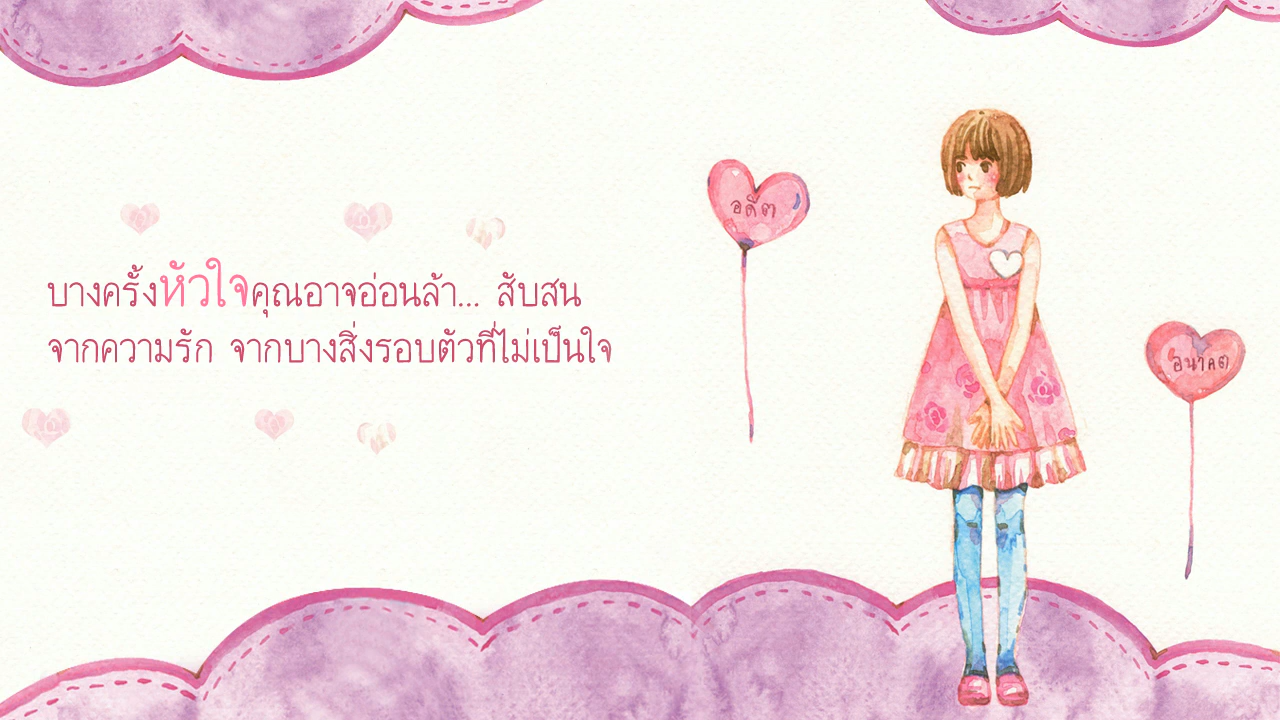 บางครั้งหัวใจคุณอาจอ่อนล้า... สับสน
จากความรัก จากบางสิ่งรอบตัวที่ไม่เป็นใจ
อดีต
อนาคต